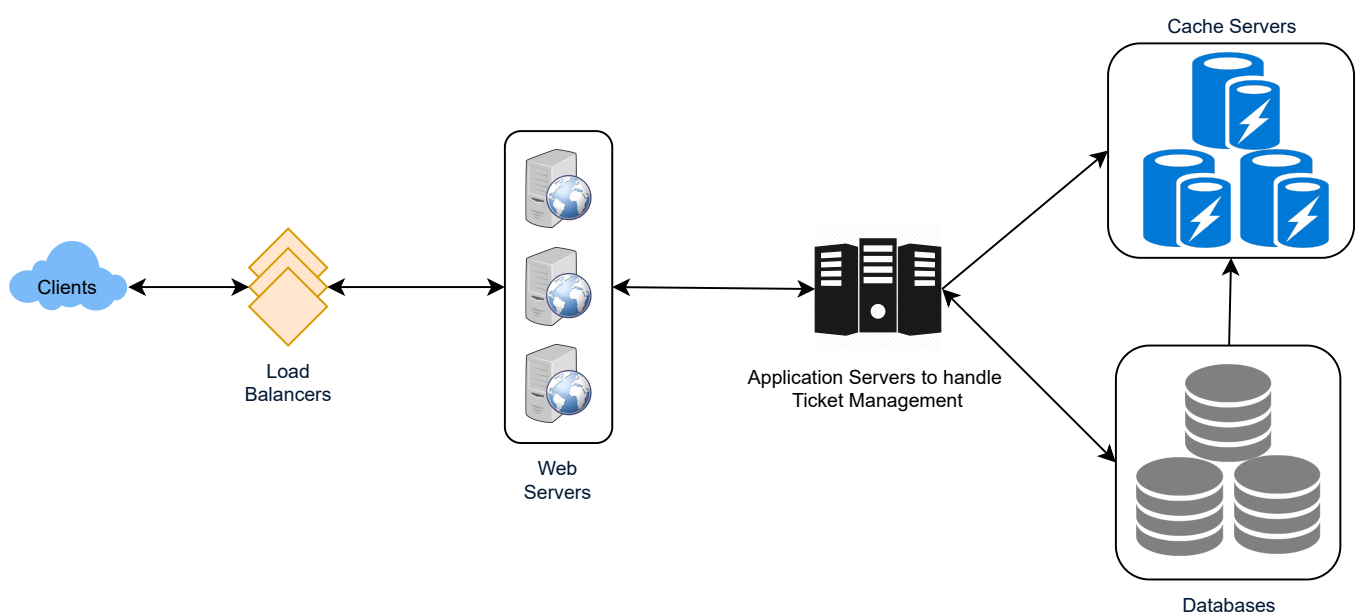 Cache Servers
Clients
Load
Balancers
Application Servers to handle
Ticket Management
Web
Servers
Databases